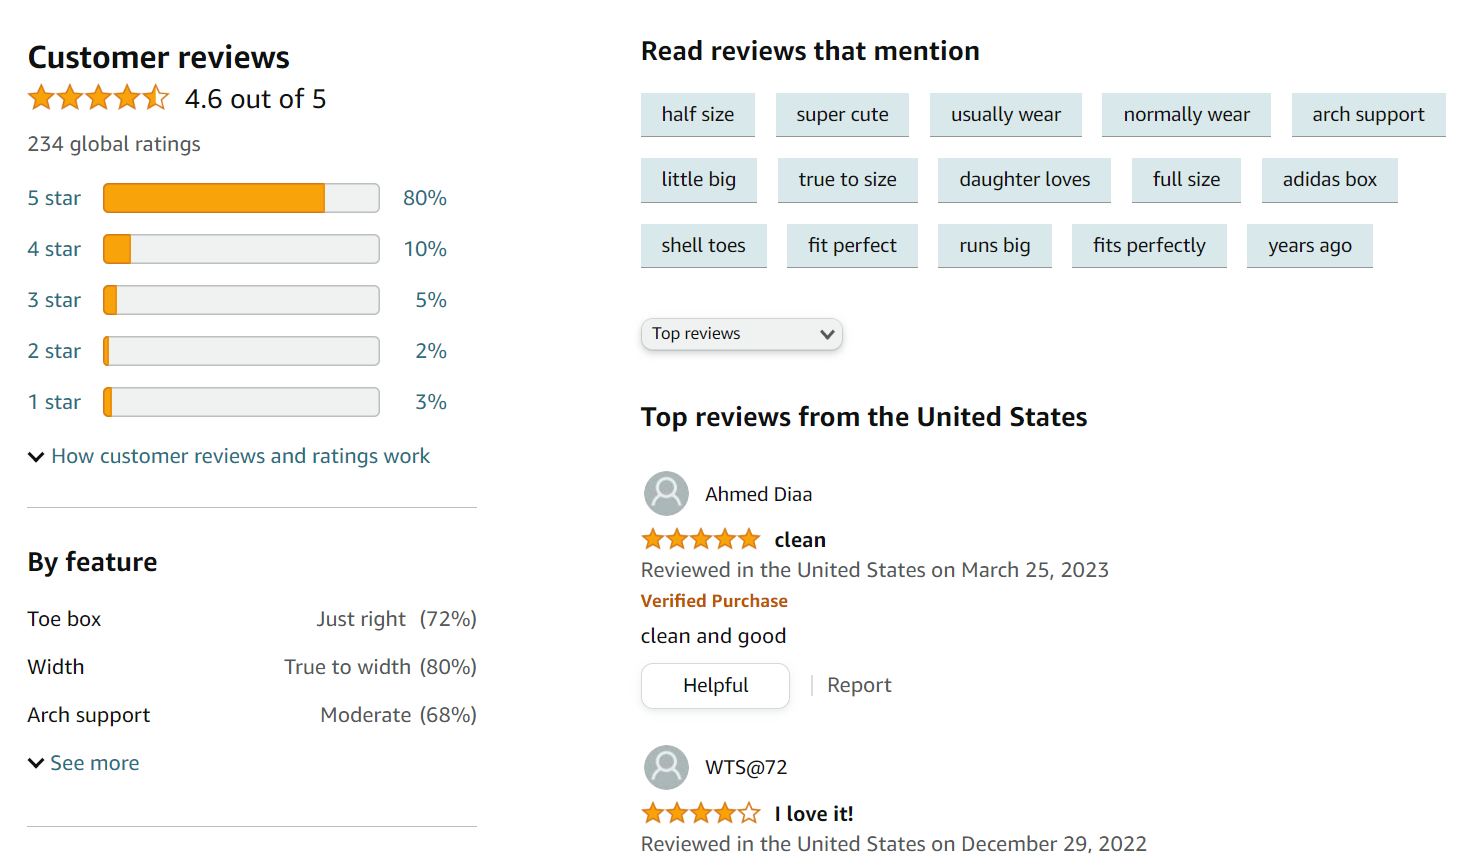 Customer reviews
4.6 out of 5
234 global ratings
5 star 80%
4 star 10%
3 star 5%
2 star 2%
1 star 3%
How customer reviews and ratings work
By feature
Toe box Just right (72%)
Width True to width (80%)
Arch support Moderate (68%)
See more
Read reviews that mention
half size super cute usually wear normally wear arch support
little big true to size daughter loves full size adidas box
shell toes fit perfect runs big fits perfectly years ago
Top reviews
Top reviews from the United States
Ahmed Diaa
clean
Reviewed in the United States on March 25, 2023
Verified Purchase
clean and good
Helpful | Report
WTS@72
I love it!
Reviewed in the United States on December 29, 2022